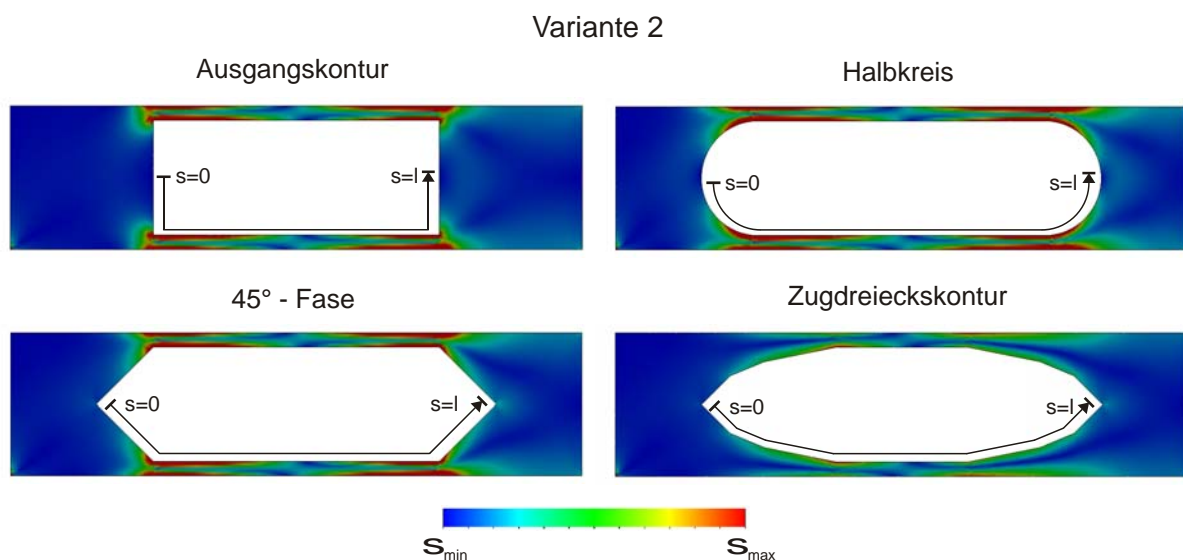 Variante 2
Ausgangskontur
Halbkreis
s=0
s=l
s=0
s=l
45° - Fase
Zugdreieckskontur
s=0
s=l
s=0
s=l
Smin
Smax